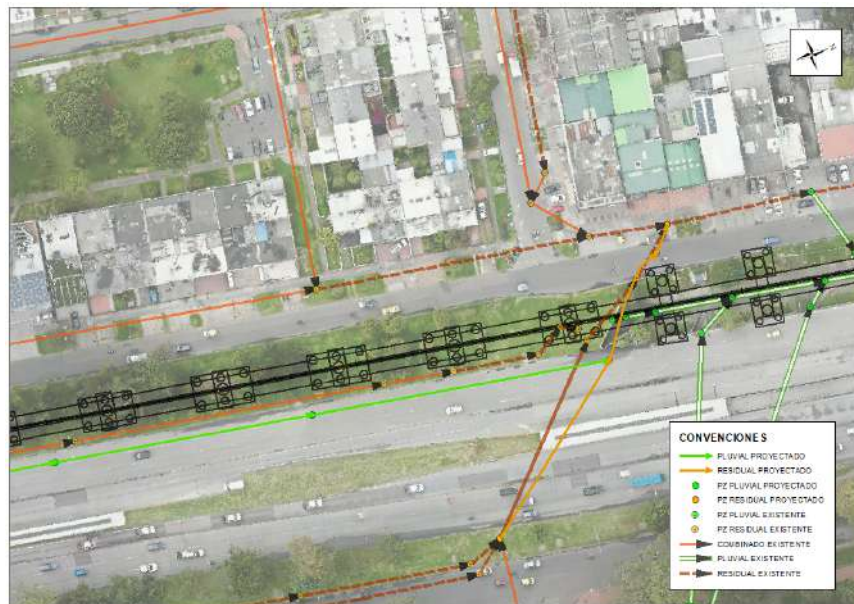 CONVENCIONES
PLUVIAL PROYECTADO
RESIDUAL PROYECTADO
PZ PLUVIAL PROYECTADO
PZ RESIDUAL PROYECTADO
PZ PLUVIAL EXISTENTE
PZ RESIDUAL EXISTENTE
COMBINADO EXISTENTE
PLUVIAL EXISTENTE
RESIDUAL EXISTENTE